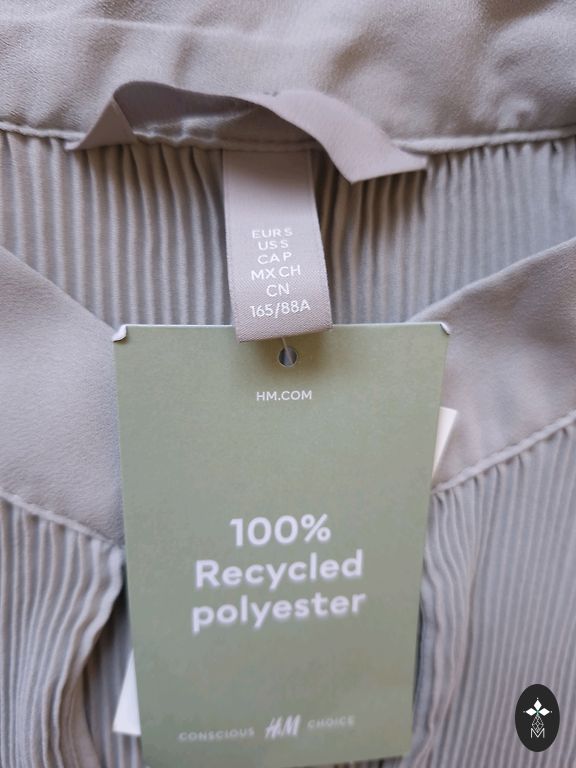 EUR S
US S
CA P
MX CH
CN
165/88A
HM.COM
100%
Recycled
polyester
CONSCIOUS H&M CHOICE
M